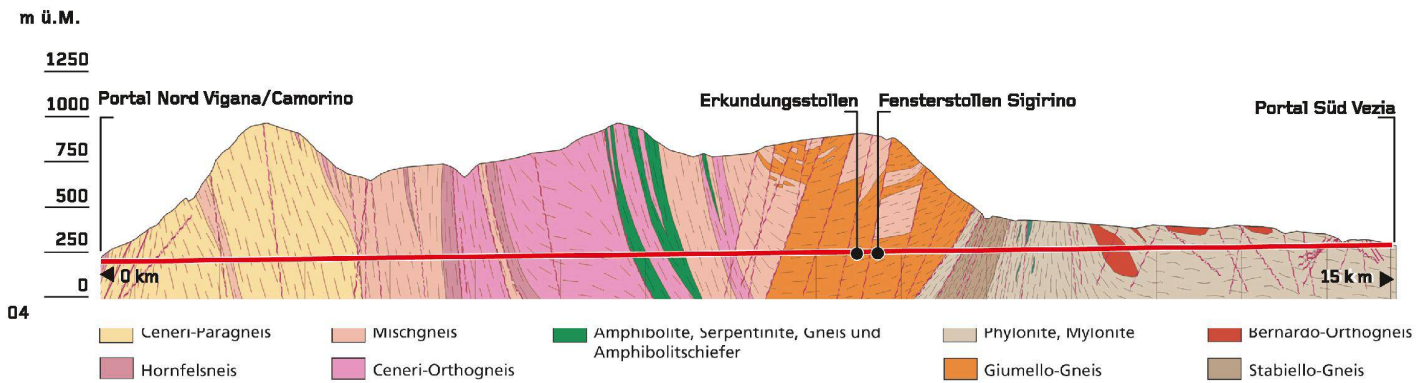 m ü.M.
1250
1000
750
500
250
0
Portal Nord Vigana/Camorino
Erkundungsstollen
Fensterstollen Sigirino
Portal Süd Vezia
0 km
15 km
04
Ceneri-Paragneis
Mischgneis
Amphibolite, Serpentinite, Gneis und
Amphibolitschiefer
Phylonite, Mylonite
Bernardo-Orthogneis
Hornfelsneis
Ceneri-Orthogneis
Giumello-Gneis
Stabiello-Gneis